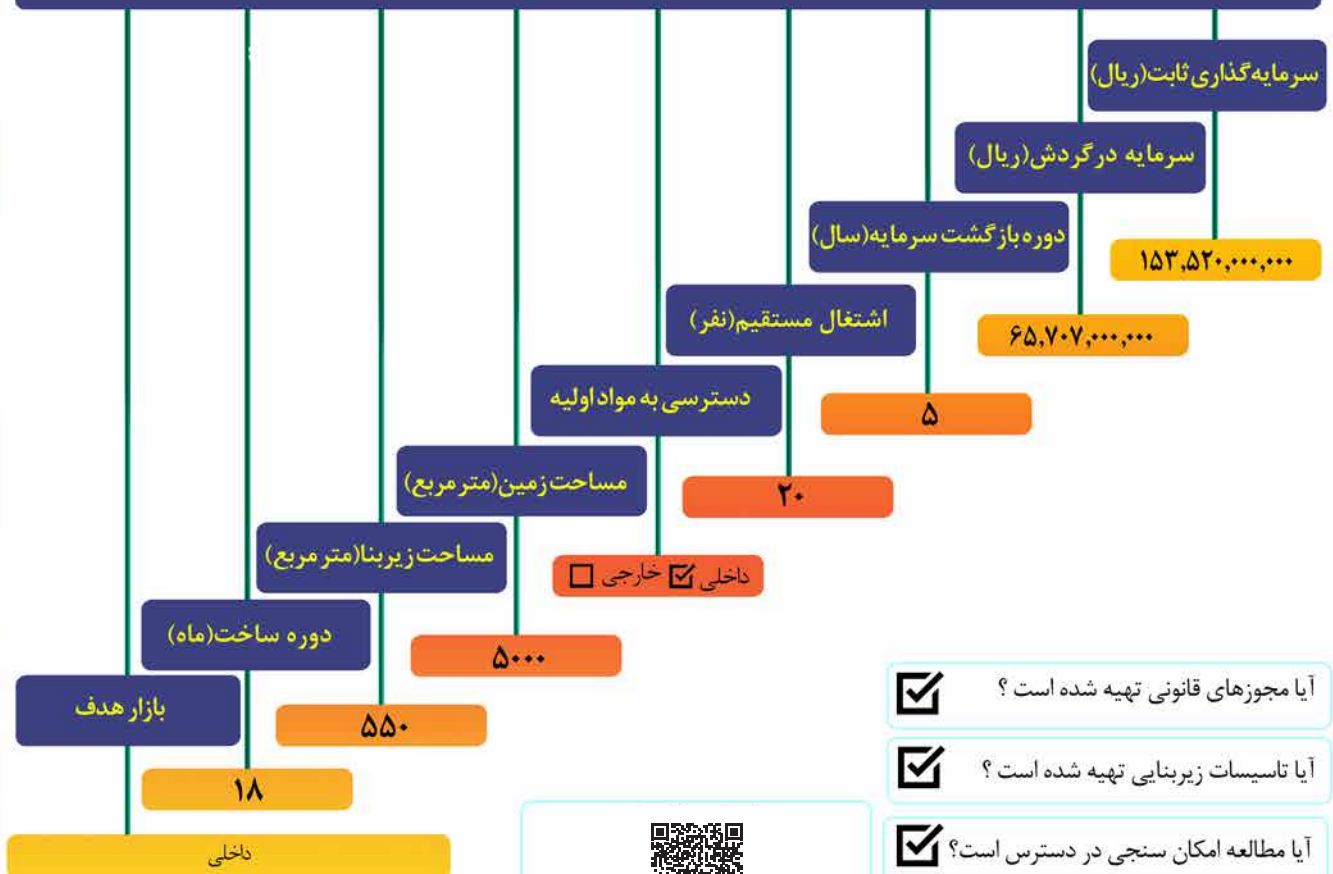 سرمایه‌گذاری ثابت(ریال)
۱۵۳,۵۲۰,۰۰۰,۰۰۰
سرمایه در گردش(ریال)
۶۵,۷۰۷,۰۰۰,۰۰۰
دوره بازگشت سرمایه(سال)
۵
اشتغال مستقیم(نفر)
۲۰
دسترسی به مواد اولیه
داخلی ☑ خارجی ☐
مساحت زمین(متر مربع)
۵۰۰۰
مساحت زیربنا(متر مربع)
۵۵۰
دوره ساخت(ماه)
۱۸
بازار هدف
داخلی
آیا مجوزهای قانونی تهیه شده است ؟ ☑
آیا تاسیسات زیربنایی تهیه شده است ؟ ☑
آیا مطالعه امکان سنجی در دسترس است؟ ☑